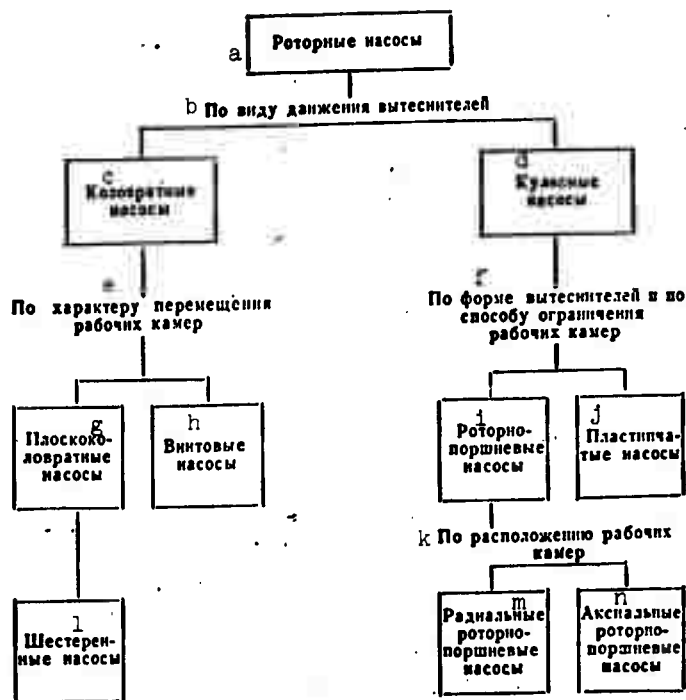 a
Роторные насосы
b По виду движения вытеснителей
c
Коловратные
насосы
d
Кулисные
насосы
e
По характеру перемещения
рабочих камер
f
По форме вытеснителей и по
способу ограничения
рабочих камер
g
Плоскоко-
ловратные
насосы
h
Винтовые
насосы
i
Роторно-
поршневые
насосы
j
Пластинча-
тые насосы
k По расположению рабочих
камер
l
Шестерен-
ные насосы
m
Радиальные
роторно-
поршневые
насосы
n
Аксиальные
роторно-
поршневые
насосы